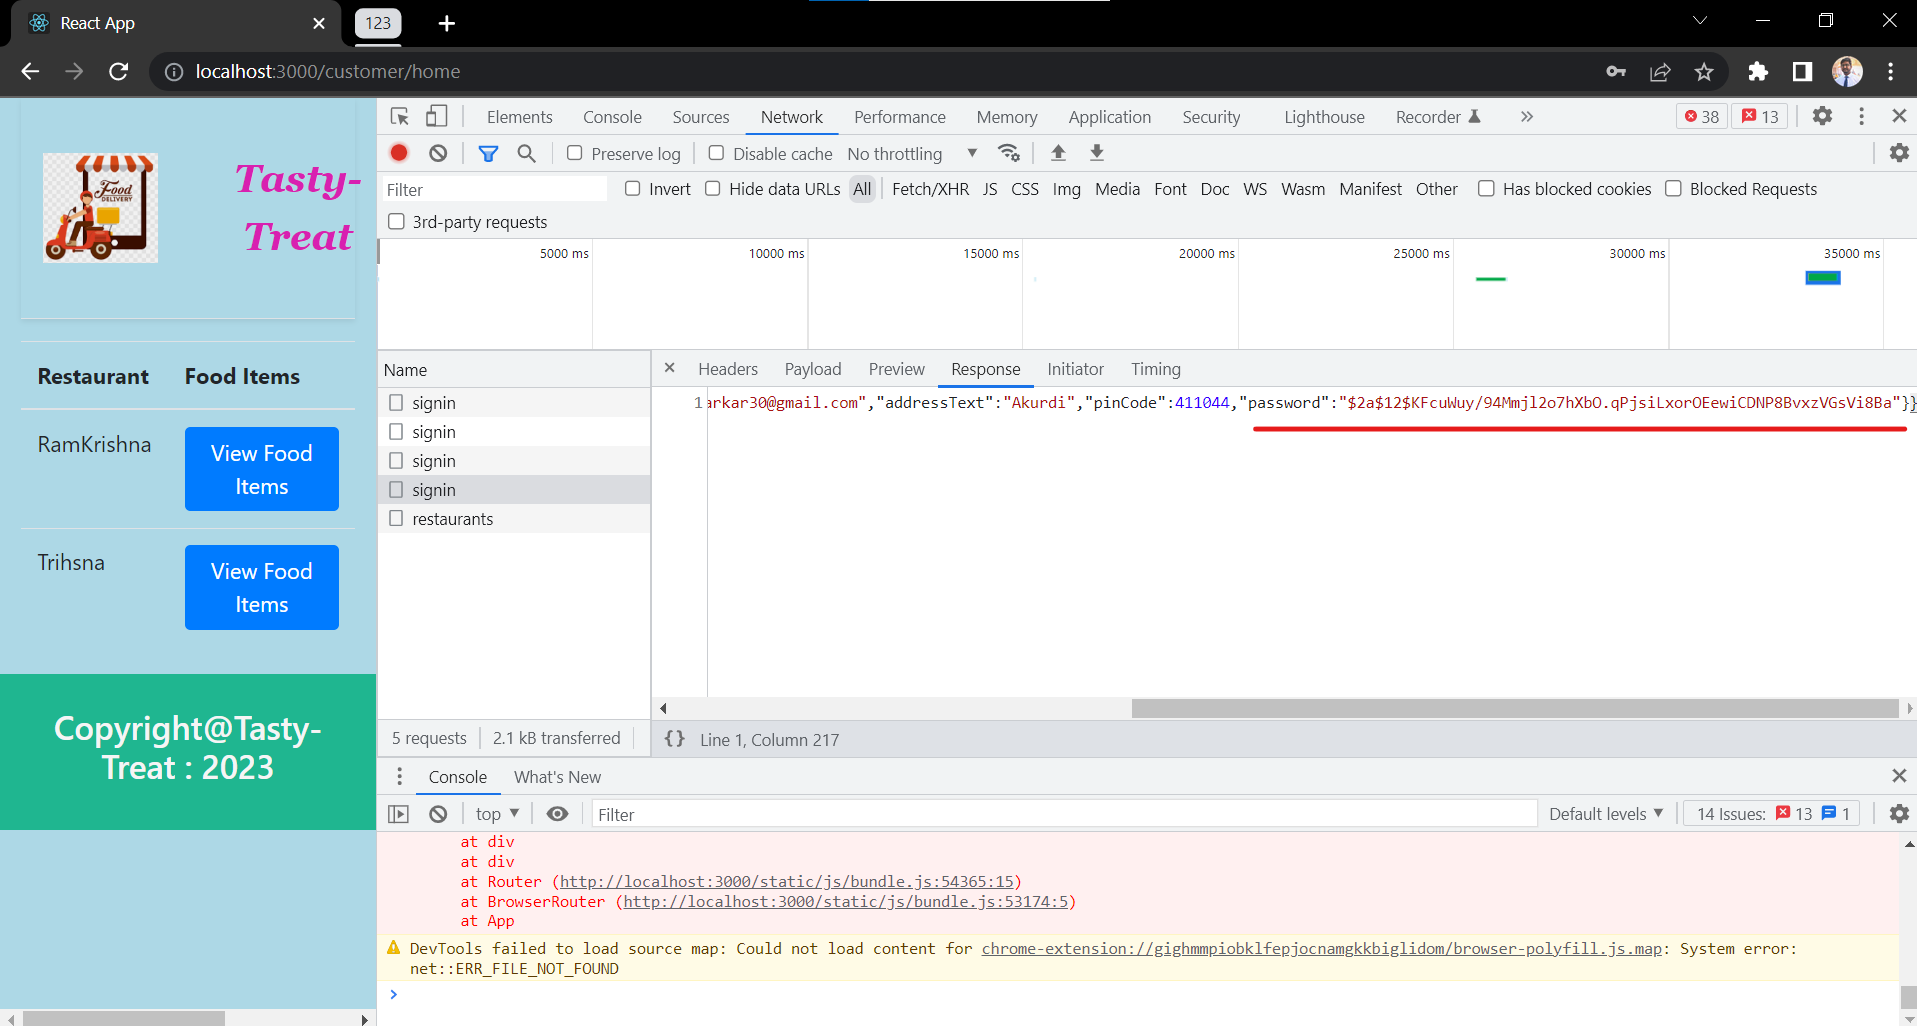 React App
123
localhost:3000/customer/home
Food
DELIVERY
Tasty-
Treat
Restaurant Food Items
RamKrishna
View Food
Items
Trihsna
View Food
Items
Copyright@Tasty-
Treat : 2023
Elements Console Sources Network Performance Memory Application Security Lighthouse Recorder 38 13
Preserve log Disable cache No throttling
Filter Invert Hide data URLs All Fetch/XHR JS CSS Img Media Font Doc WS Wasm Manifest Other Has blocked cookies Blocked Requests
3rd-party requests
5000 ms 10000 ms 15000 ms 20000 ms 25000 ms 30000 ms 35000 ms
Name
signin
signin
signin
signin
restaurants
5 requests 2.1 kB transferred
Headers Payload Preview Response Initiator Timing
1 arkar30@gmail.com","addressText":"Akurdi","pinCode":411044,"password":"$2a$12$KFcuWuy/94Mmjl2o7hXbO.qPjsiLxorOEewiCDNP8BvxzVGsVi8Ba"}}
{} Line 1, Column 217
Console What's New
top Filter Default levels 14 Issues: 13 1
at div
at div
at Router (http://localhost:3000/static/js/bundle.js:54365:15)
at BrowserRouter (http://localhost:3000/static/js/bundle.js:53174:5)
at App
DevTools failed to load source map: Could not load content for chrome-extension://gighmmpiobklfepjocnamgkkbiglidom/browser-polyfill.js.map: System error:
net::ERR_FILE_NOT_FOUND